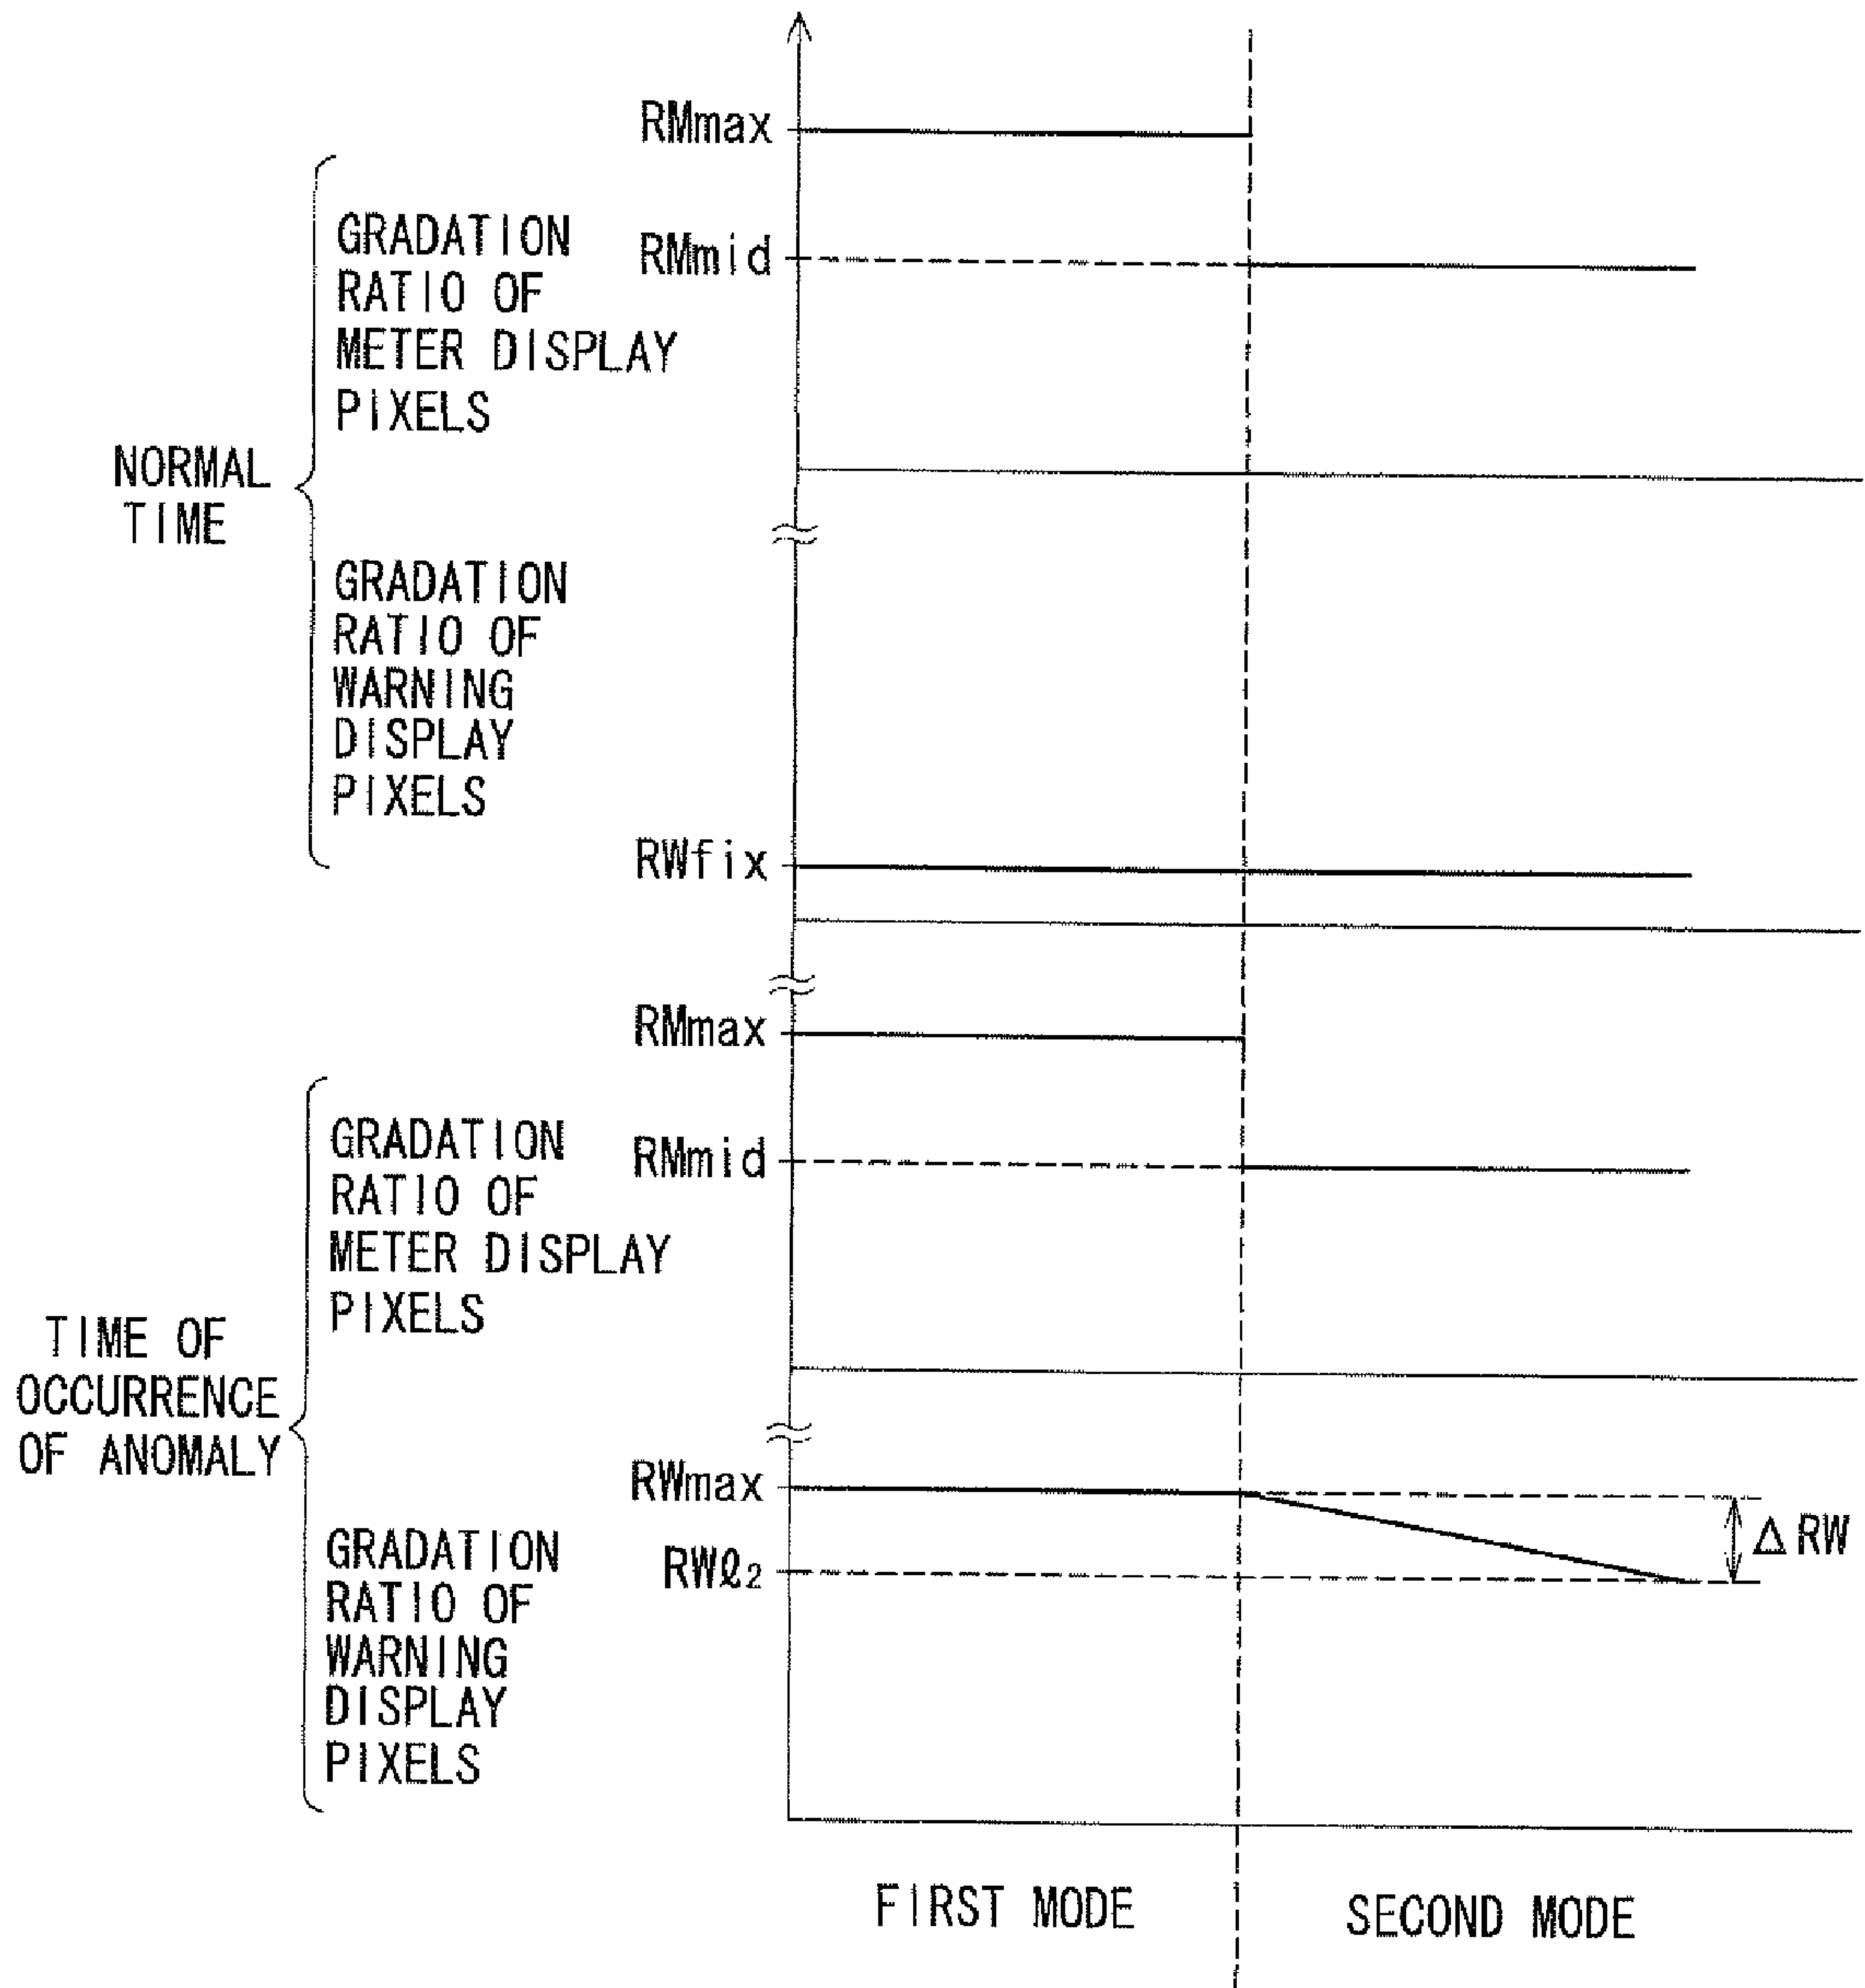 RMmax
GRADATION
RATIO OF
METER DISPLAY
PIXELS
RMmid
NORMAL
TIME
GRADATION
RATIO OF
WARNING
DISPLAY
PIXELS
RWfix
RMmax
GRADATION
RATIO OF
METER DISPLAY
PIXELS
RMmid
TIME OF
OCCURRENCE
OF ANOMALY
RWmax
GRADATION
RATIO OF
WARNING
DISPLAY
PIXELS
RWℓ2
Δ RW
FIRST MODE
SECOND MODE